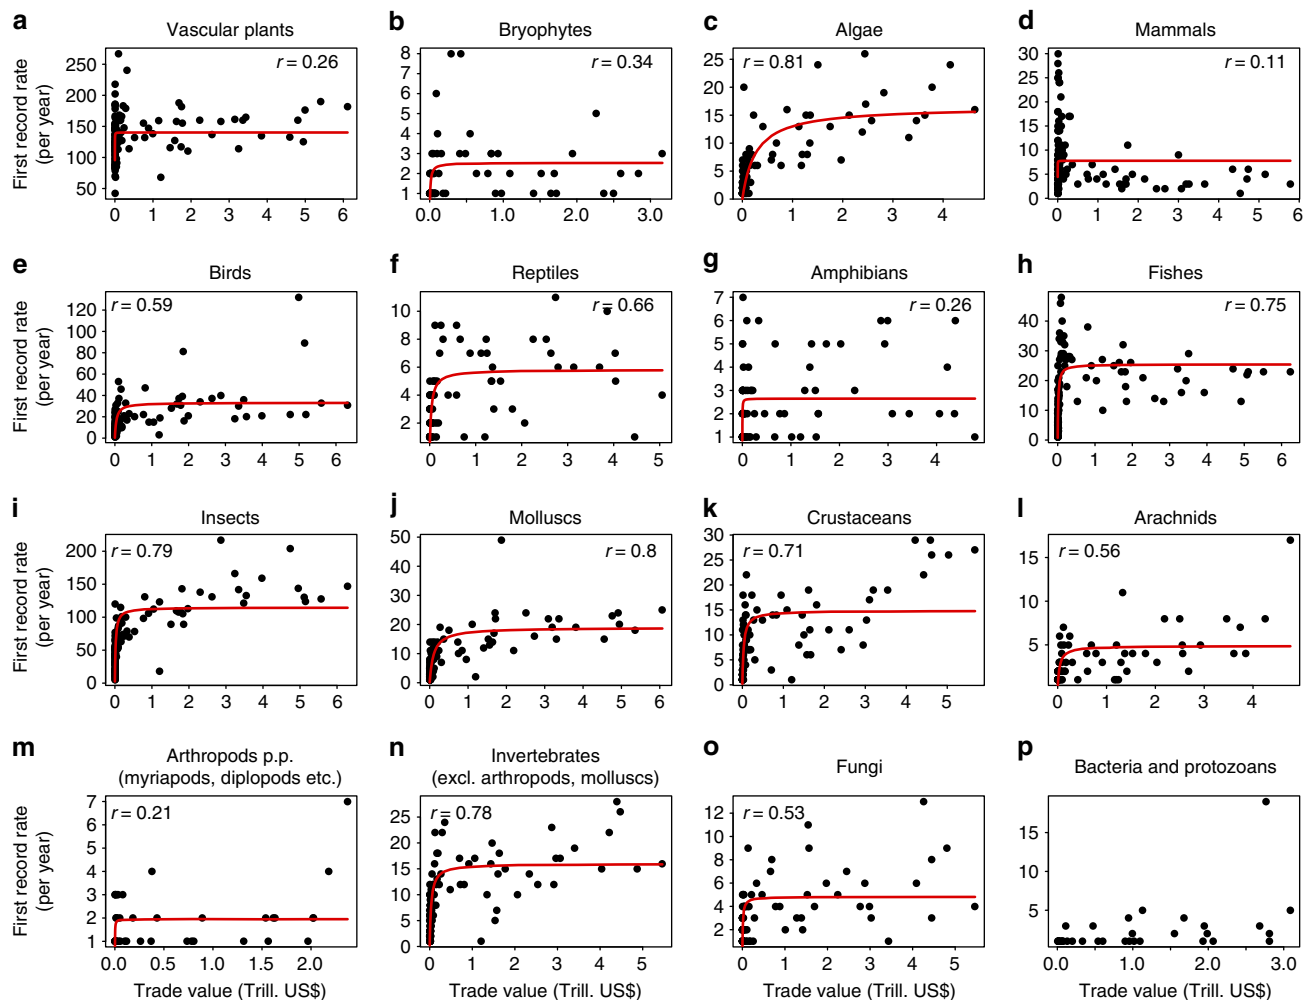 a Vascular plants
r = 0.26
First record rate
(per year)
250
200
150
100
50
0 1 2 3 4 5 6
b Bryophytes
r = 0.34
8
7
6
5
4
3
2
1
0.0 1.0 2.0 3.0
c Algae
r = 0.81
25
20
15
10
5
0
0 1 2 3 4
d Mammals
r = 0.11
30
25
20
15
10
5
0
0 1 2 3 4 5 6
e Birds
r = 0.59
First record rate
(per year)
120
100
80
60
40
20
0
0 1 2 3 4 5 6
f Reptiles
r = 0.66
10
8
6
4
2
0 1 2 3 4 5
g Amphibians
r = 0.26
7
6
5
4
3
2
1
0 1 2 3 4
h Fishes
r = 0.75
40
30
20
10
0
0 1 2 3 4 5 6
i Insects
r = 0.79
First record rate
(per year)
200
150
100
50
0
0 1 2 3 4 5 6
j Molluscs
r = 0.8
50
40
30
20
10
0
0 1 2 3 4 5 6
k Crustaceans
r = 0.71
30
25
20
15
10
5
0
0 1 2 3 4 5
l Arachnids
r = 0.56
15
10
5
0 1 2 3 4
m Arthropods p.p.
(myriapods, diplopods etc.)
r = 0.21
First record rate
(per year)
7
6
5
4
3
2
1
0.0 0.5 1.0 1.5 2.0
Trade value (Trill. US$)
n Invertebrates
(excl. arthropods, molluscs)
r = 0.78
25
20
15
10
5
0
0 1 2 3 4 5
Trade value (Trill. US$)
o Fungi
r = 0.53
12
10
8
6
4
2
0 1 2 3 4 5
Trade value (Trill. US$)
p Bacteria and protozoans
15
10
5
0.0 1.0 2.0 3.0
Trade value (Trill. US$)